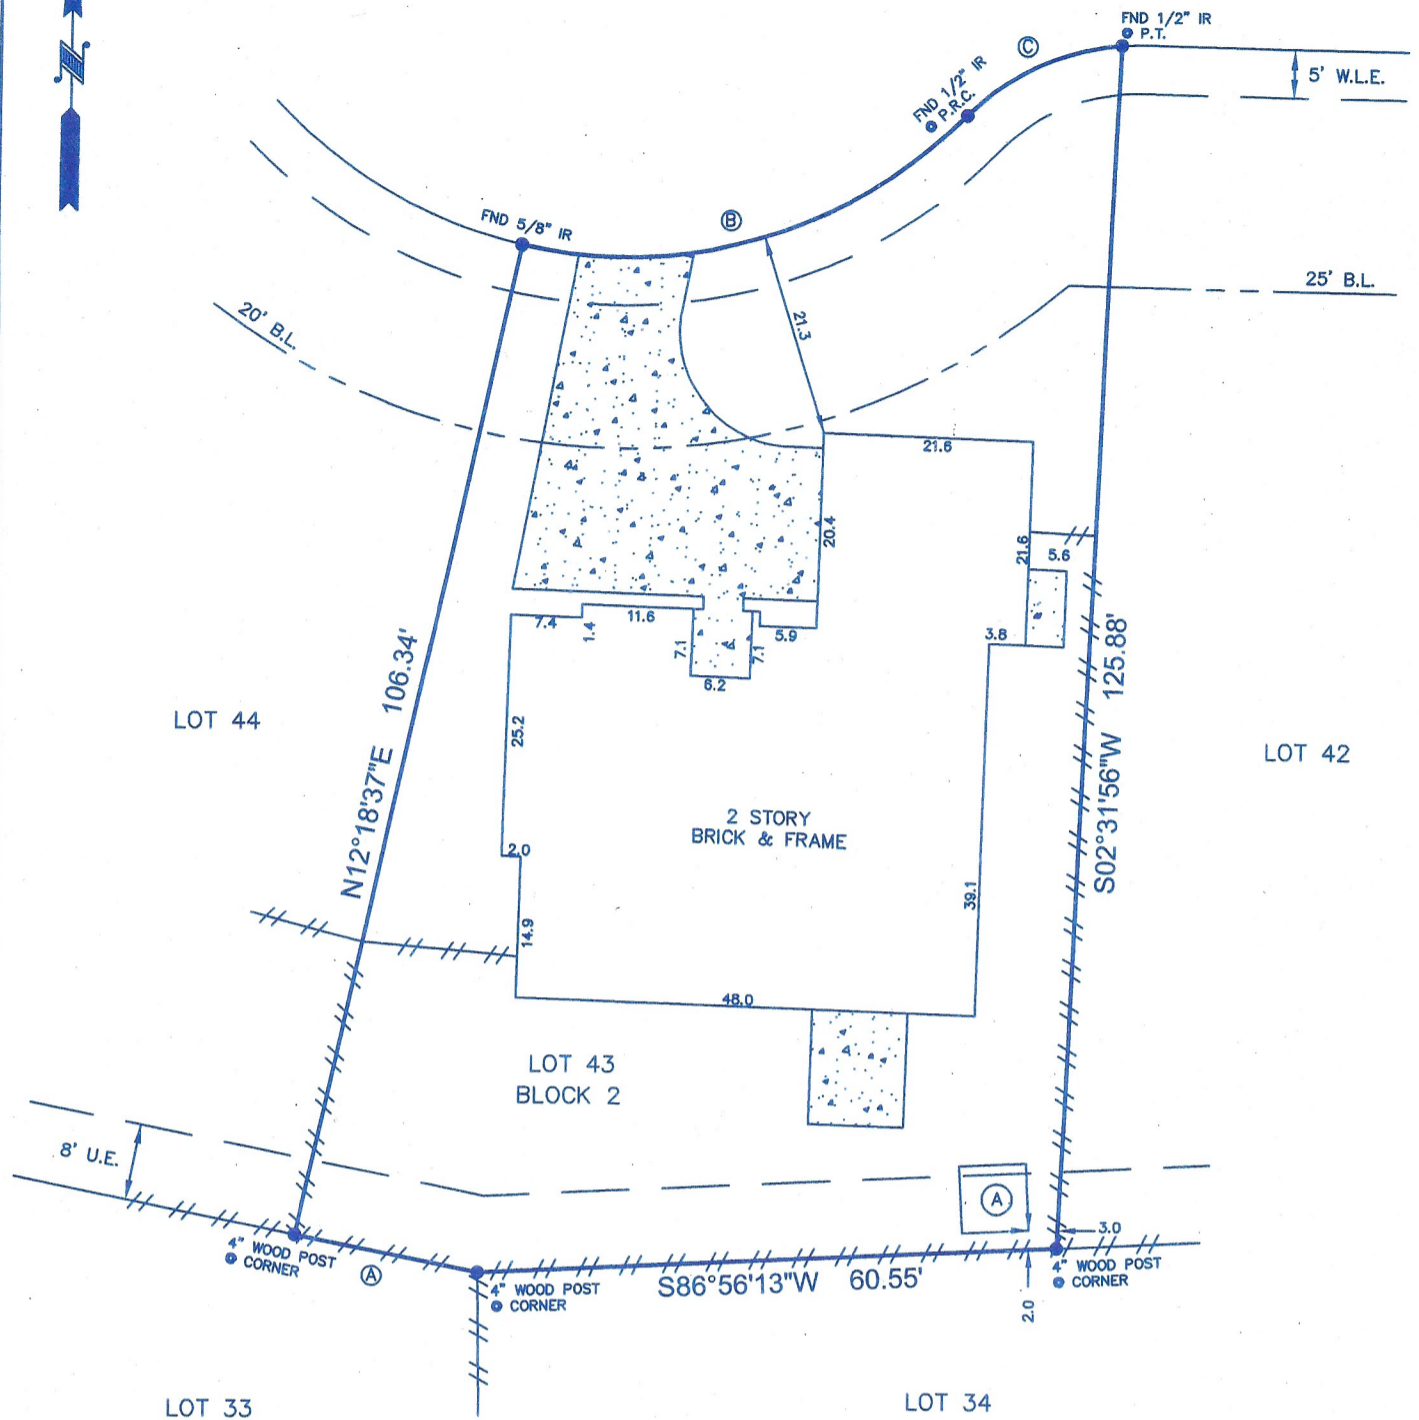 FND 1/2" IR
P.T.
C
FND 1/2" IR
P.R.C.
5' W.L.E.
FND 5/8" IR
B
25' B.L.
20' B.L.
21.3
21.6
20.4
21.6
5.6
7.4
1.4
11.6
7.1
7.1
5.9
3.8
6.2
N12°18'37"E 106.34'
S02°31'56"W 125.88'
LOT 44
LOT 42
25.2
2 STORY
BRICK & FRAME
2.0
39.1
14.9
48.0
LOT 43
BLOCK 2
8' U.E.
A
3.0
4" WOOD POST
CORNER
A
4" WOOD POST
CORNER
S86°56'13"W 60.55'
2.0
4" WOOD POST
CORNER
LOT 33
LOT 34